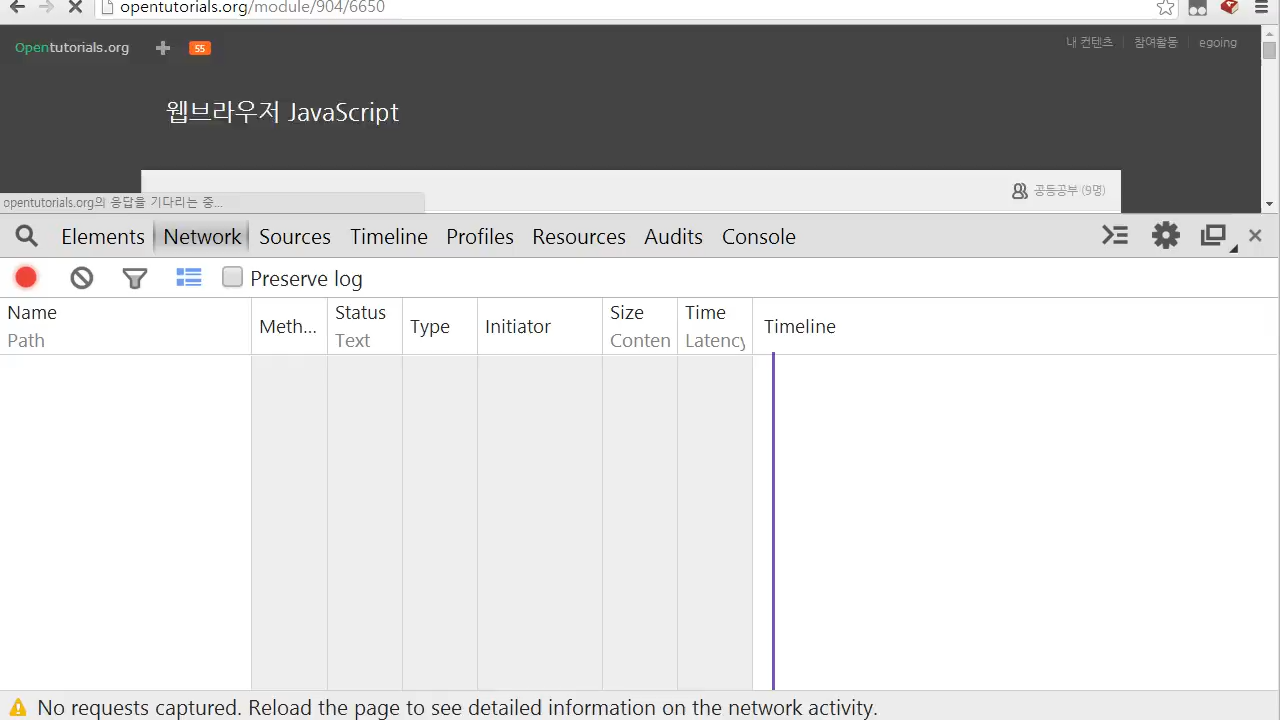 opentutorials.org/module/904/6650
Opentutorials.org 55 내 컨텐츠 참여활동 egoing
웹브라우저 JavaScript
공동공부 (9명)
opentutorials.org의 응답을 기다리는 중...
Elements Network Sources Timeline Profiles Resources Audits Console
Preserve log
Name Meth... Status Type Initiator Size Time Timeline
Path Text Conten Latency
No requests captured. Reload the page to see detailed information on the network activity.